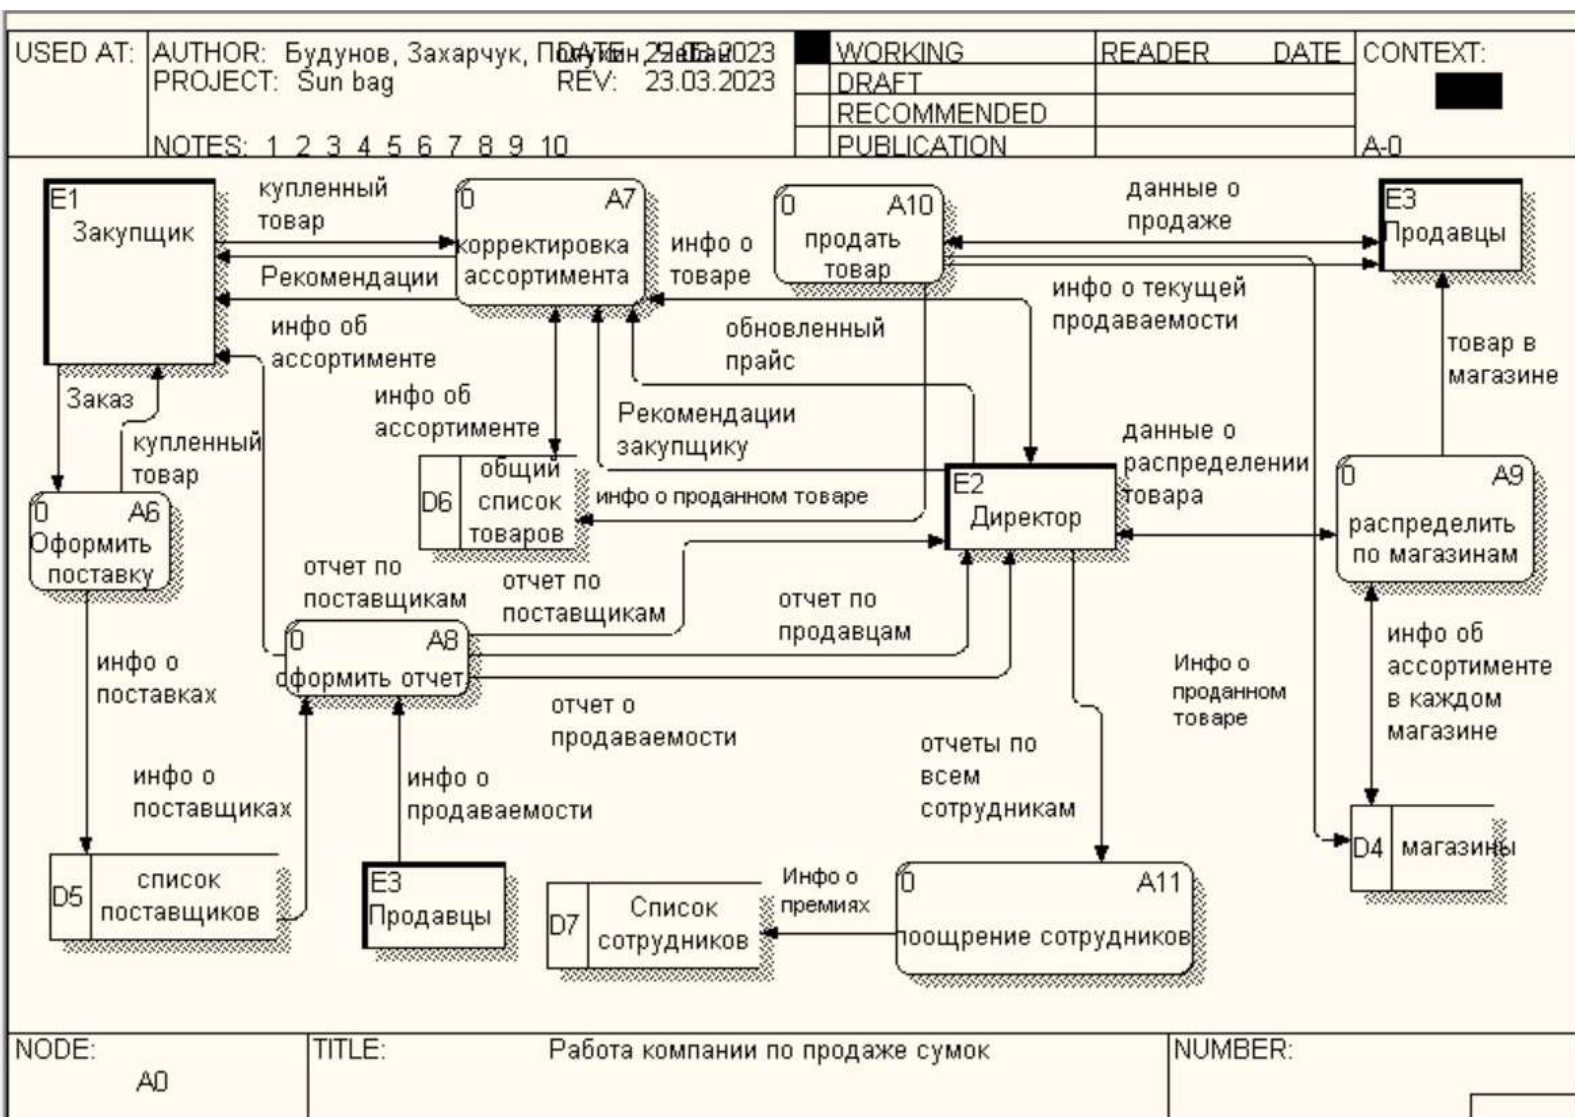 USED AT:
AUTHOR: Будунов, Захарчук,
DATE: 2023
PROJECT: Sun bag
REV: 23.03.2023
NOTES: 1 2 3 4 5 6 7 8 9 10
WORKING
DRAFT
RECOMMENDED
PUBLICATION
READER DATE
CONTEXT:
A-0
E1
Закупщик
купленный
товар
0 A7
корректировка
ассортимента
инфо о
товаре
0 A10
продать
товар
данные о
продаже
E3
Продавцы
Рекомендации
инфо об
ассортименте
обновленный
прайс
инфо о текущей
продаваемости
товар в
магазине
Заказ
купленный
товар
инфо об
ассортименте
Рекомендации
закупщику
данные о
распределении
товара
0 A6
Оформить
поставку
D6
общий
список
товаров
инфо о проданном товаре
E2
Директор
0 A9
распределить
по магазинам
отчет по
поставщикам
отчет по
поставщикам
отчет по
продавцам
0 A8
оформить отчет
инфо о
поставках
отчет о
продаваемости
Инфо о
проданном
товаре
инфо об
ассортименте
в каждом
магазине
инфо о
поставщиках
инфо о
продаваемости
отчеты по
всем
сотрудникам
D5
список
поставщиков
E3
Продавцы
D7
Список
сотрудников
Инфо о
премиях
0 A11
поощрение сотрудников
D4
магазины
NODE:
A0
TITLE:
Работа компании по продаже сумок
NUMBER: